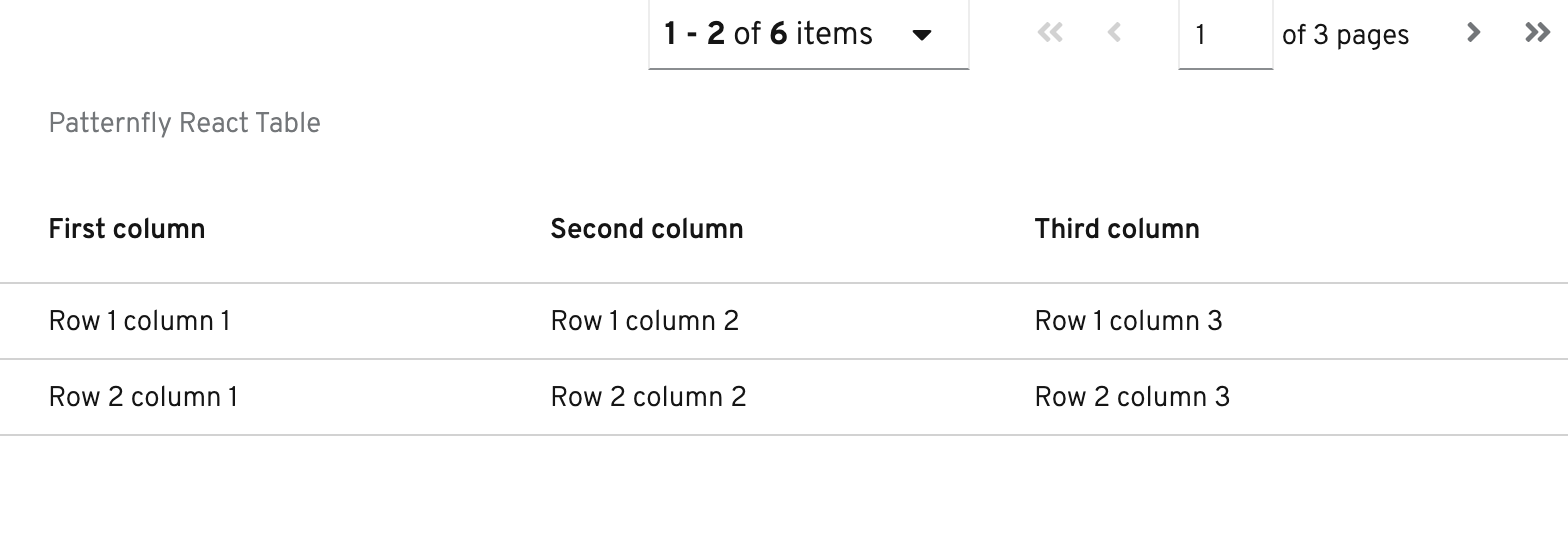 1 - 2 of 6 items 1 of 3 pages
Patternfly React Table
First column Second column Third column
Row 1 column 1 Row 1 column 2 Row 1 column 3
Row 2 column 1 Row 2 column 2 Row 2 column 3